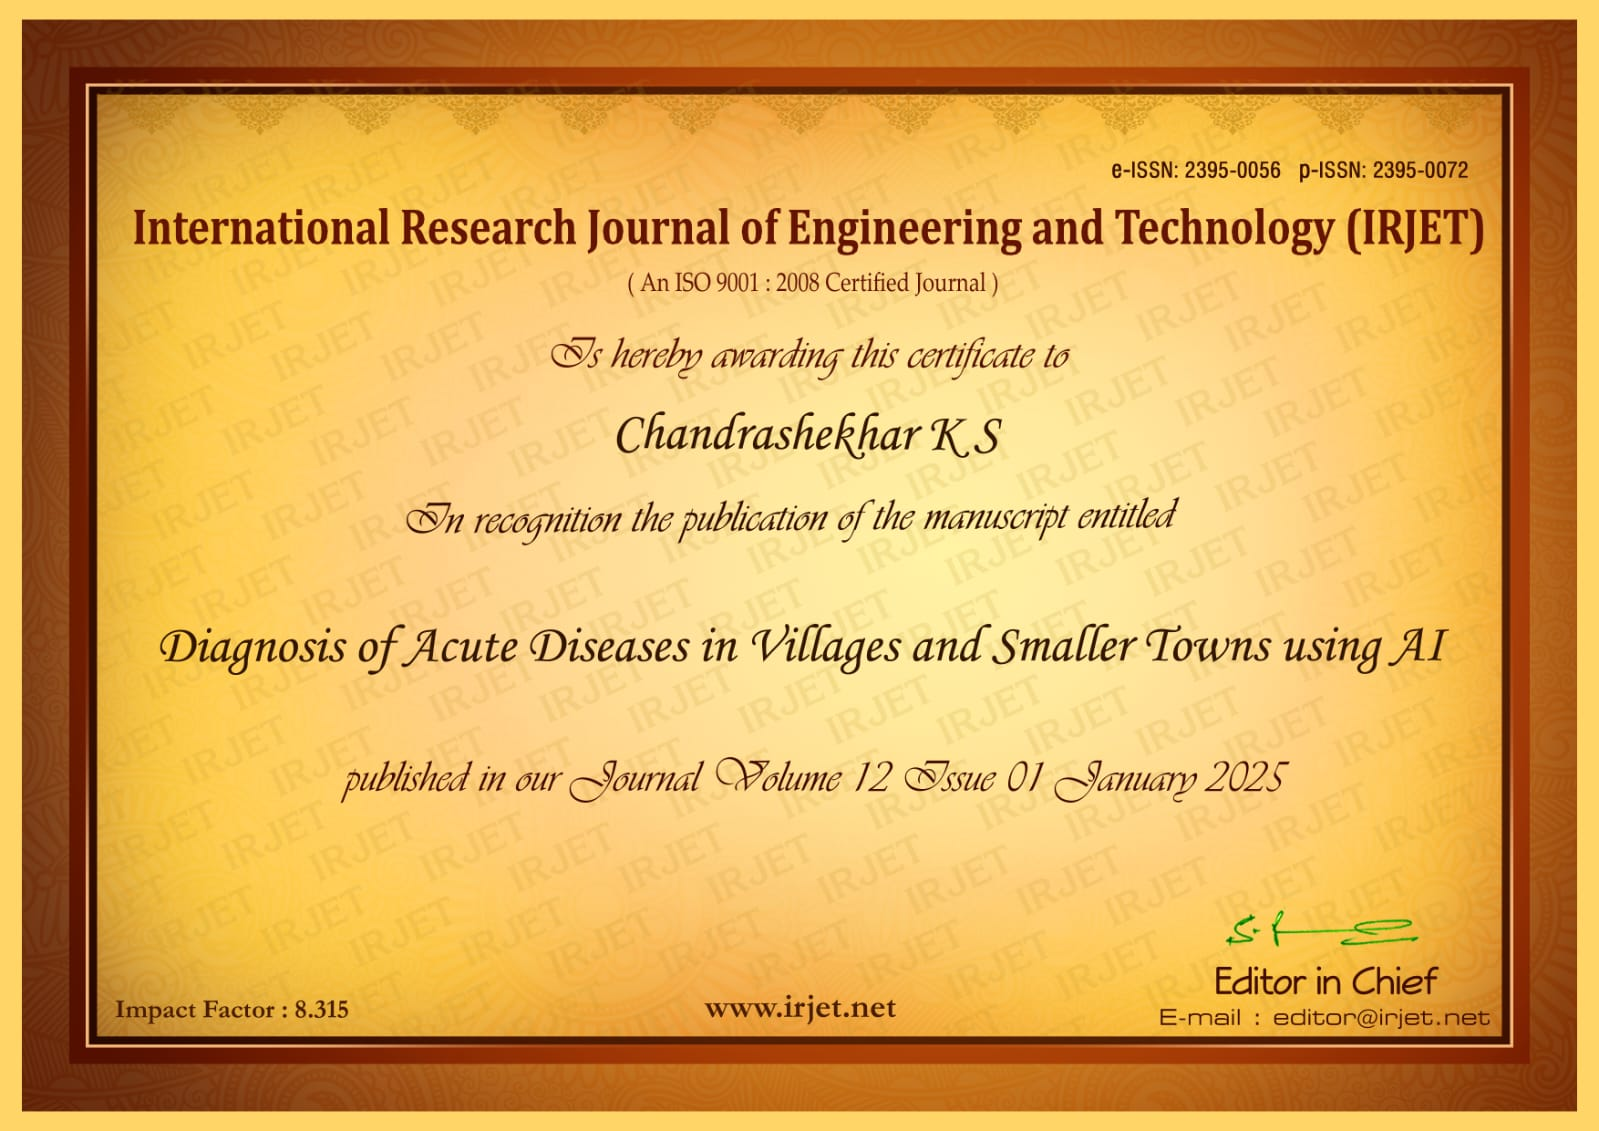 e-ISSN: 2395-0056 p-ISSN: 2395-0072
International Research Journal of Engineering and Technology (IRJET)
( An ISO 9001 : 2008 Certified Journal )
Is hereby awarding this certificate to
Chandrashekhar K S
In recognition the publication of the manuscript entitled
Diagnosis of Acute Diseases in Villages and Smaller Towns using AI
published in our Journal Volume 12 Issue 01 January 2025
Editor in Chief
Impact Factor : 8.315
www.irjet.net
E-mail : editor@irjet.net